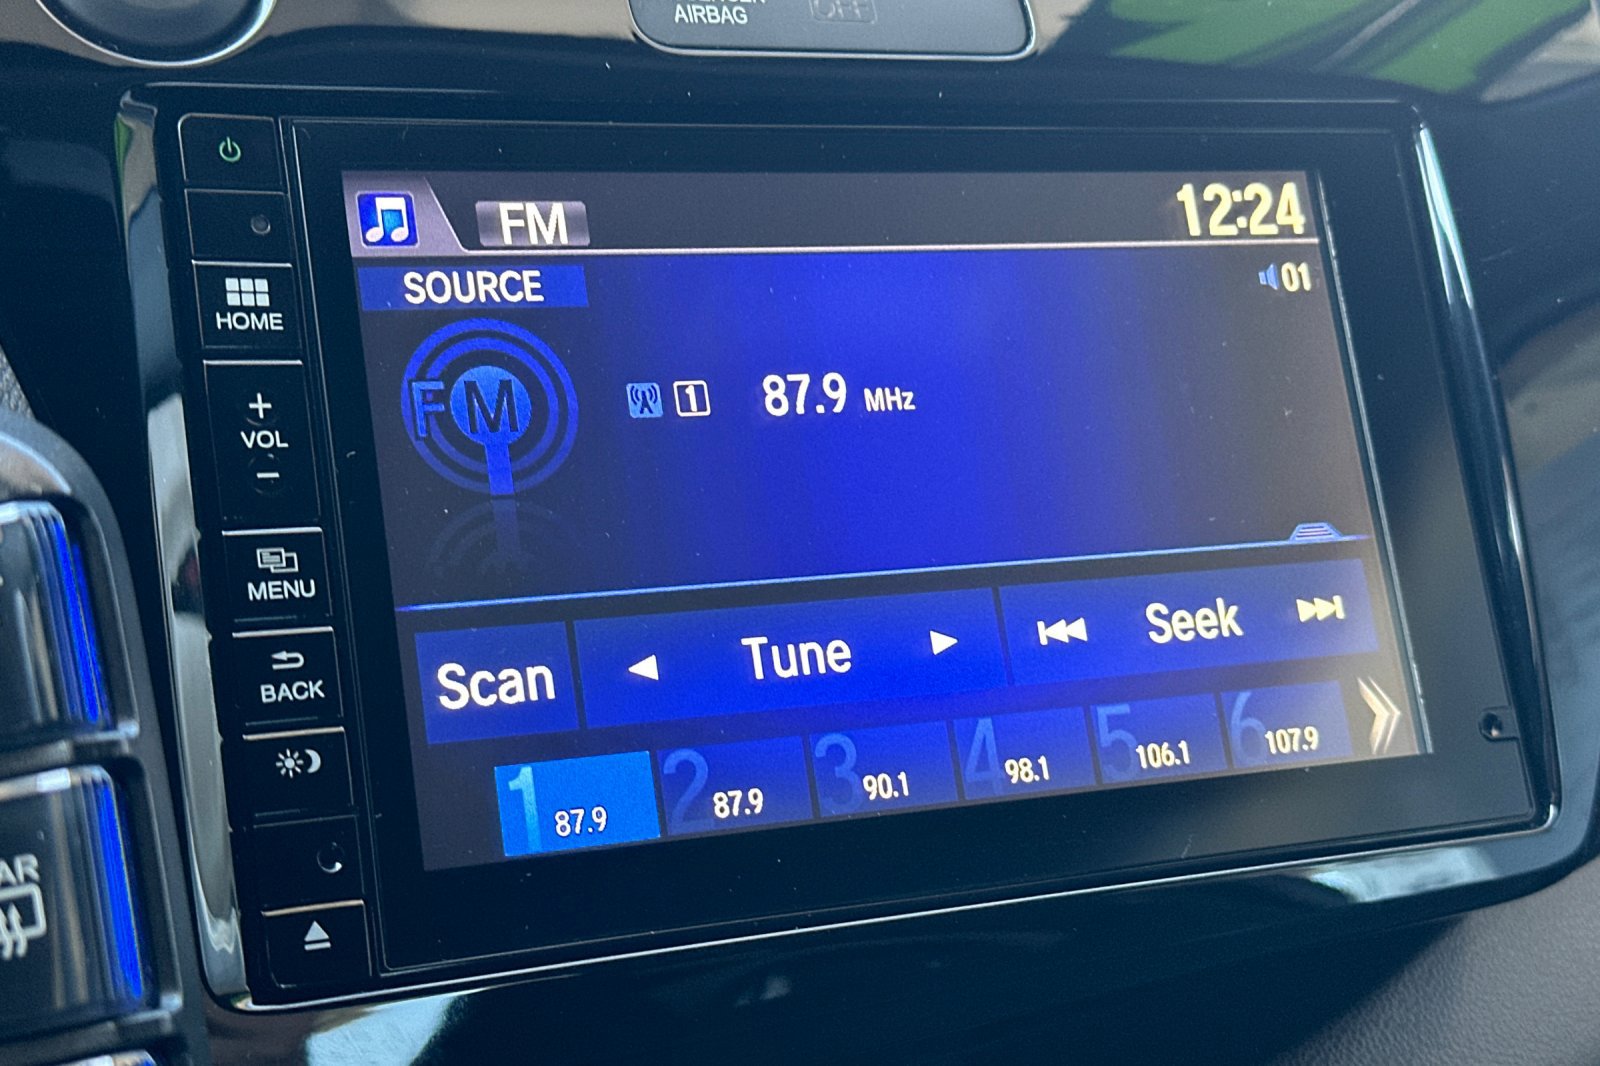 AIRBAG
OFF
FM
12:24
SOURCE
01
HOME
FM
1 87.9 MHz
+
VOL
-
MENU
Scan Tune Seek
BACK
1 87.9 2 87.9 3 90.1 4 98.1 5 106.1 6 107.9